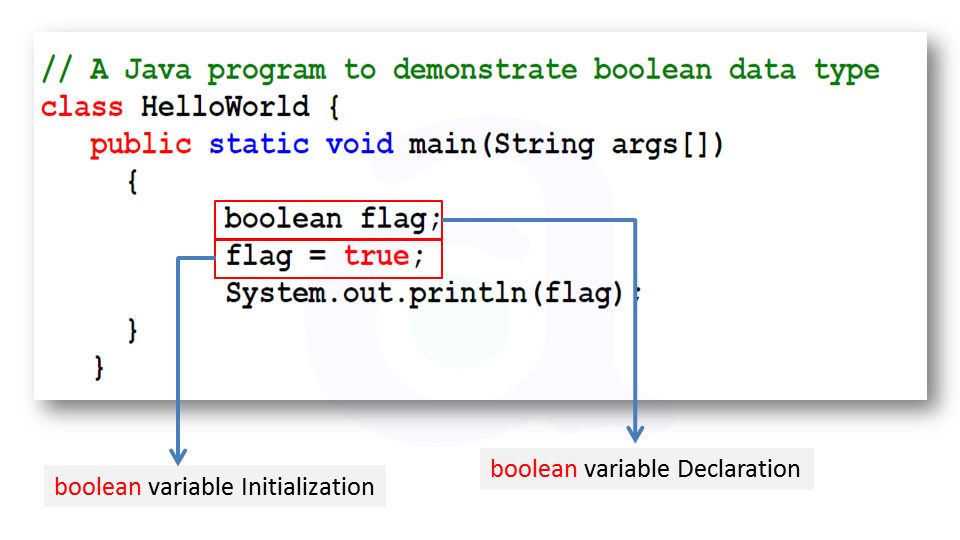 // A Java program to demonstrate boolean data type
class HelloWorld {
public static void main(String args[])
{
boolean flag;
flag = true;
System.out.println(flag);
}
}
boolean variable Initialization
boolean variable Declaration